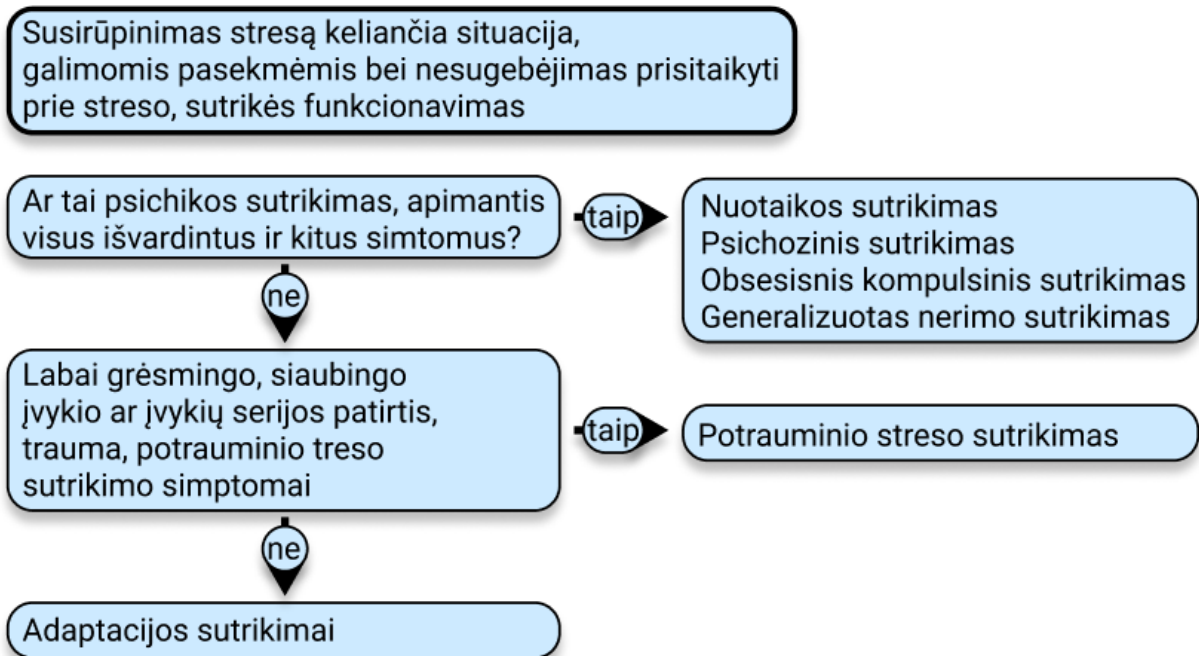 Susirūpinimas stresą keliančia situacija,
galimomis pasekmėmis bei nesugebėjimas prisitaikyti
prie streso, sutrikės funkcionavimas
Ar tai psichikos sutrikimas, apimantis
visus išvardintus ir kitus simtomus?
taip
Nuotaikos sutrikimas
Psichozinis sutrikimas
Obsesisnis kompulsinis sutrikimas
Generalizuotas nerimo sutrikimas
ne
Labai grėsmingo, siaubingo
įvykio ar įvykių serijos patirtis,
trauma, potrauminio treso
sutrikimo simptomai
taip
Potrauminio streso sutrikimas
ne
Adaptacijos sutrikimai